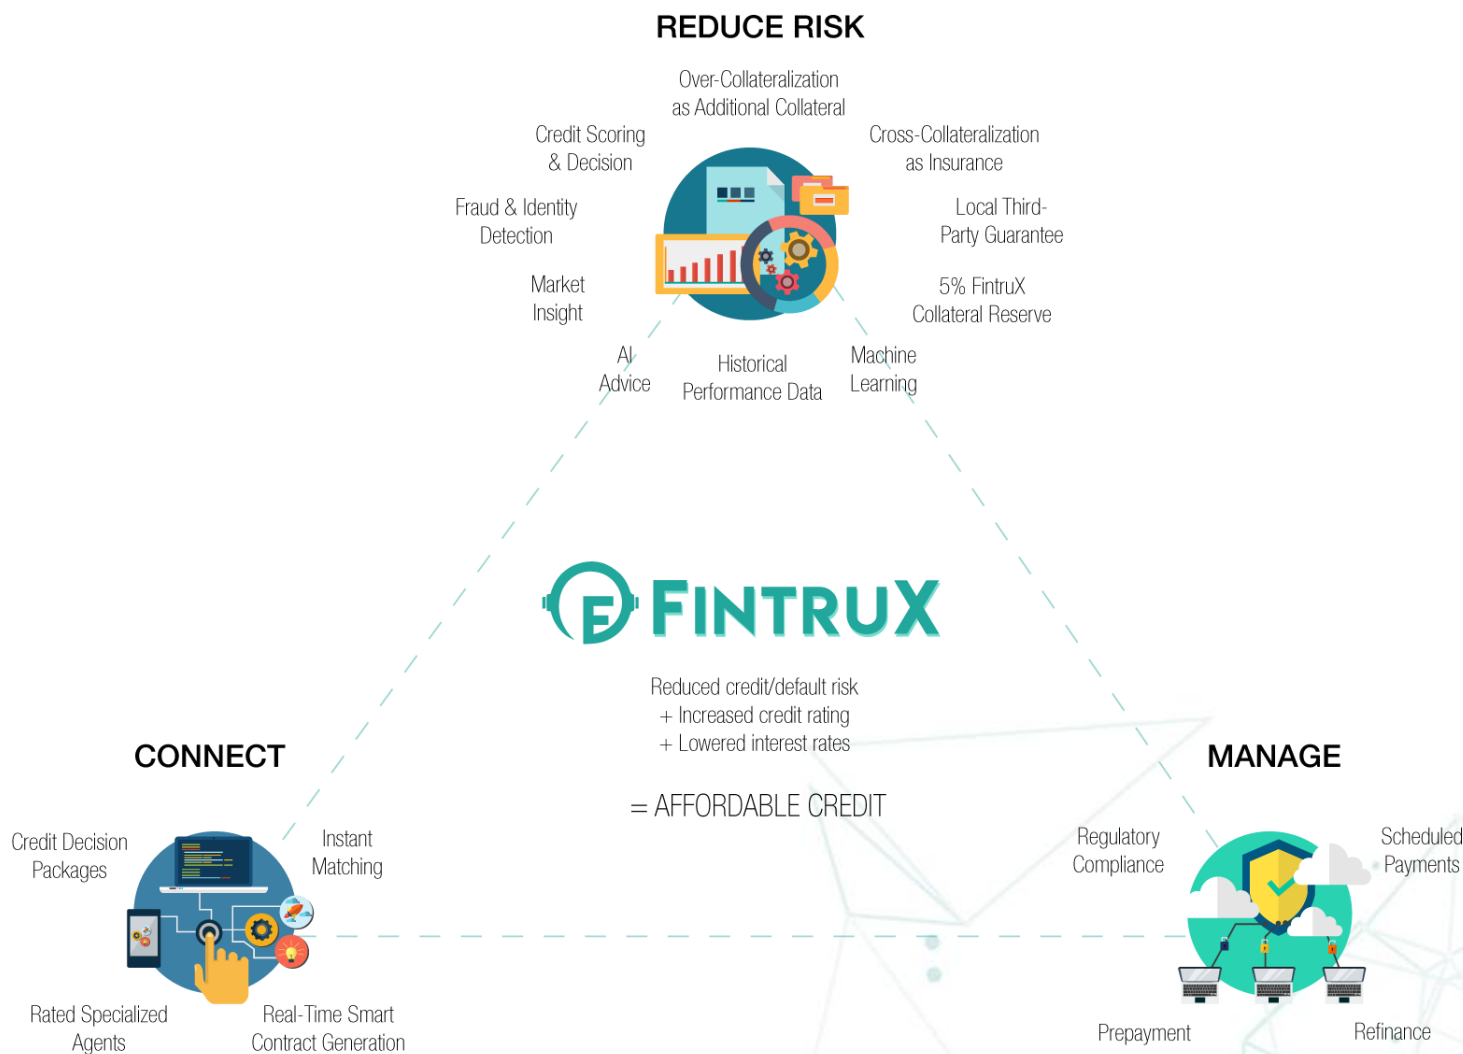 REDUCE RISK
Over-Collateralization
as Additional Collateral
Credit Scoring
& Decision
Cross-Collateralization
as Insurance
Fraud & Identity
Detection
Local Third-
Party Guarantee
Market
Insight
5% FintruX
Collateral Reserve
AI
Advice
Historical
Performance Data
Machine
Learning
FINTRUX
Reduced credit/default risk
+ Increased credit rating
+ Lowered interest rates
= AFFORDABLE CREDIT
CONNECT
Credit Decision
Packages
Instant
Matching
Rated Specialized
Agents
Real-Time Smart
Contract Generation
MANAGE
Regulatory
Compliance
Scheduled
Payments
Prepayment
Refinance